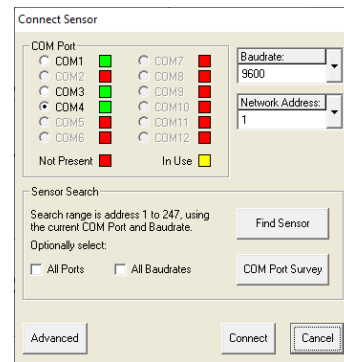 Connect Sensor
COM Port
COM1 COM7
COM2 COM8
COM3 COM9
COM4 COM10
COM5 COM11
COM6 COM12
Not Present In Use
Baudrate:
9600
Network Address:
1
Sensor Search
Search range is address 1 to 247, using
the current COM Port and Baudrate.
Optionally select:
All Ports All Baudrates
Find Sensor
COM Port Survey
Advanced Connect Cancel